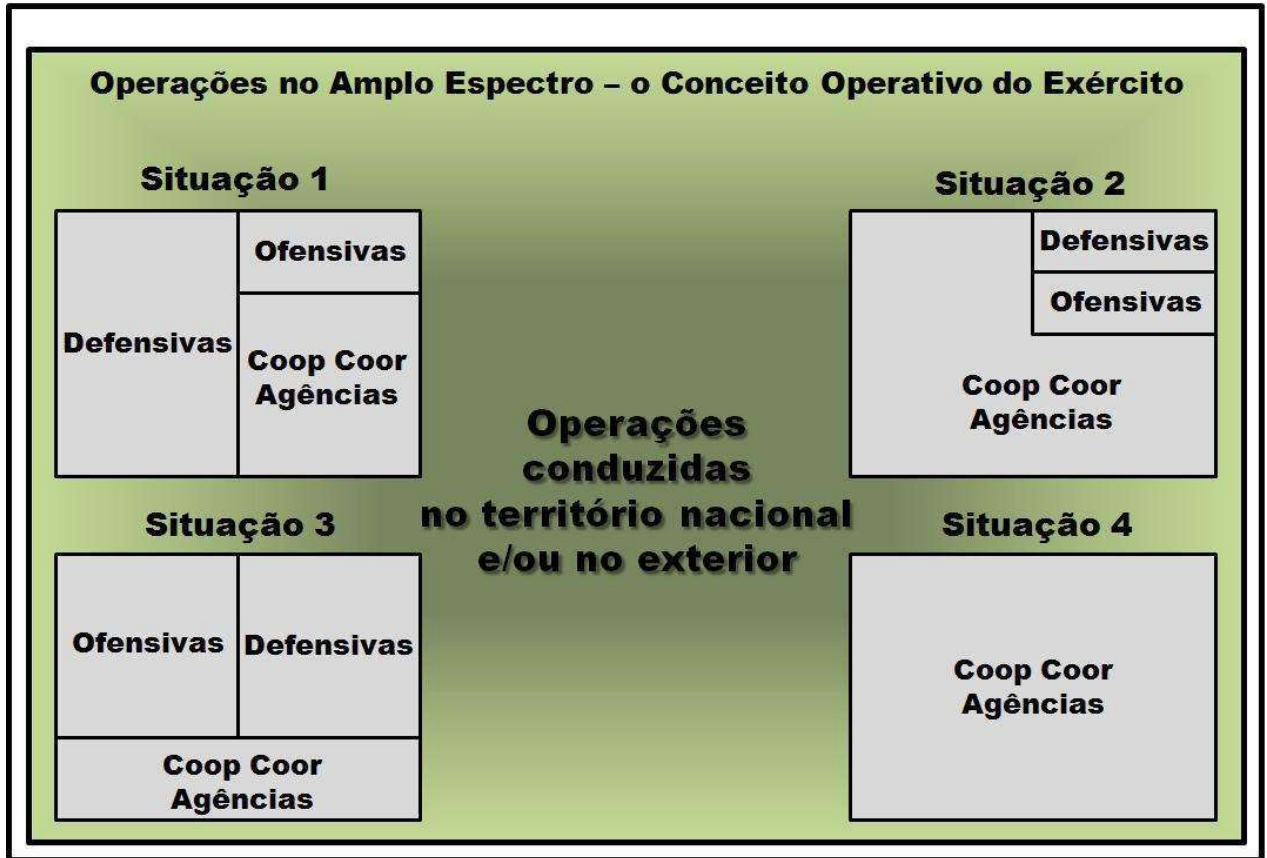 Operações no Amplo Espectro – o Conceito Operativo do Exército
Situação 1
Defensivas
Ofensivas
Coop Coor
Agências
Situação 2
Defensivas
Ofensivas
Coop Coor
Agências
Operações
conduzidas
no território nacional
e/ou no exterior
Situação 3
Ofensivas
Defensivas
Coop Coor
Agências
Situação 4
Coop Coor
Agências